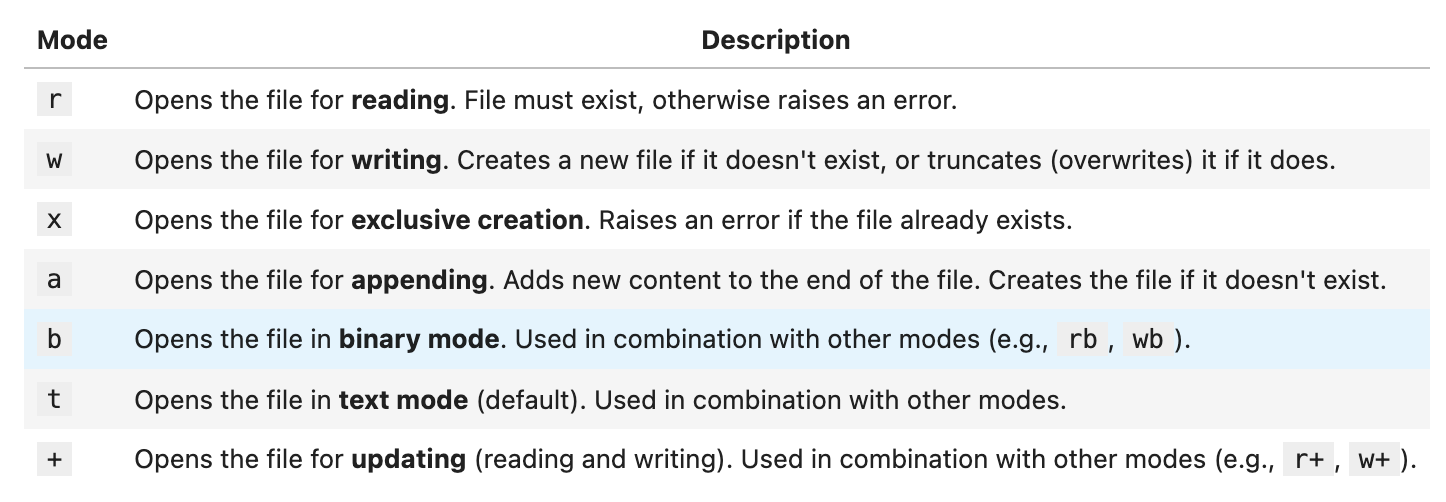 Mode Description
r Opens the file for reading. File must exist, otherwise raises an error.
w Opens the file for writing. Creates a new file if it doesn't exist, or truncates (overwrites) it if it does.
x Opens the file for exclusive creation. Raises an error if the file already exists.
a Opens the file for appending. Adds new content to the end of the file. Creates the file if it doesn't exist.
b Opens the file in binary mode. Used in combination with other modes (e.g., rb , wb ).
t Opens the file in text mode (default). Used in combination with other modes.
+ Opens the file for updating (reading and writing). Used in combination with other modes (e.g., r+ , w+ ).